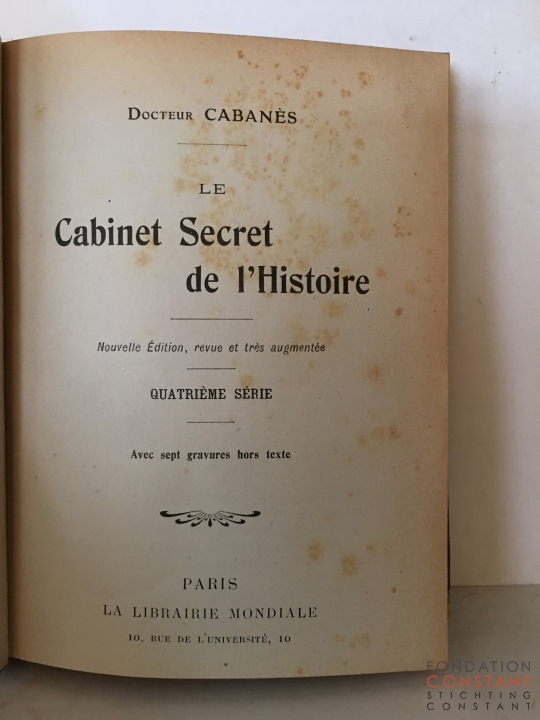 Docteur CABANÈS
LE
Cabinet Secret
de l'Histoire
Nouvelle Édition, revue et très augmentée
QUATRIÈME SÉRIE
Avec sept gravures hors texte
PARIS
LA LIBRAIRIE MONDIALE
10, RUE DE L'UNIVERSITÉ, 10
FONDATION
CONSTANT
STICHTING
CONSTANT